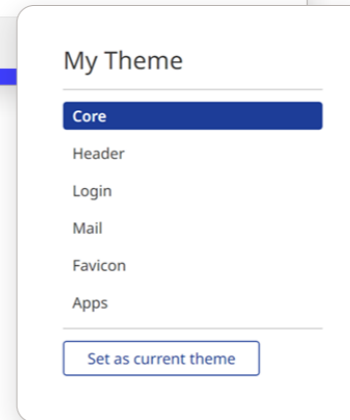 My Theme
Core
Header
Login
Mail
Favicon
Apps
Set as current theme